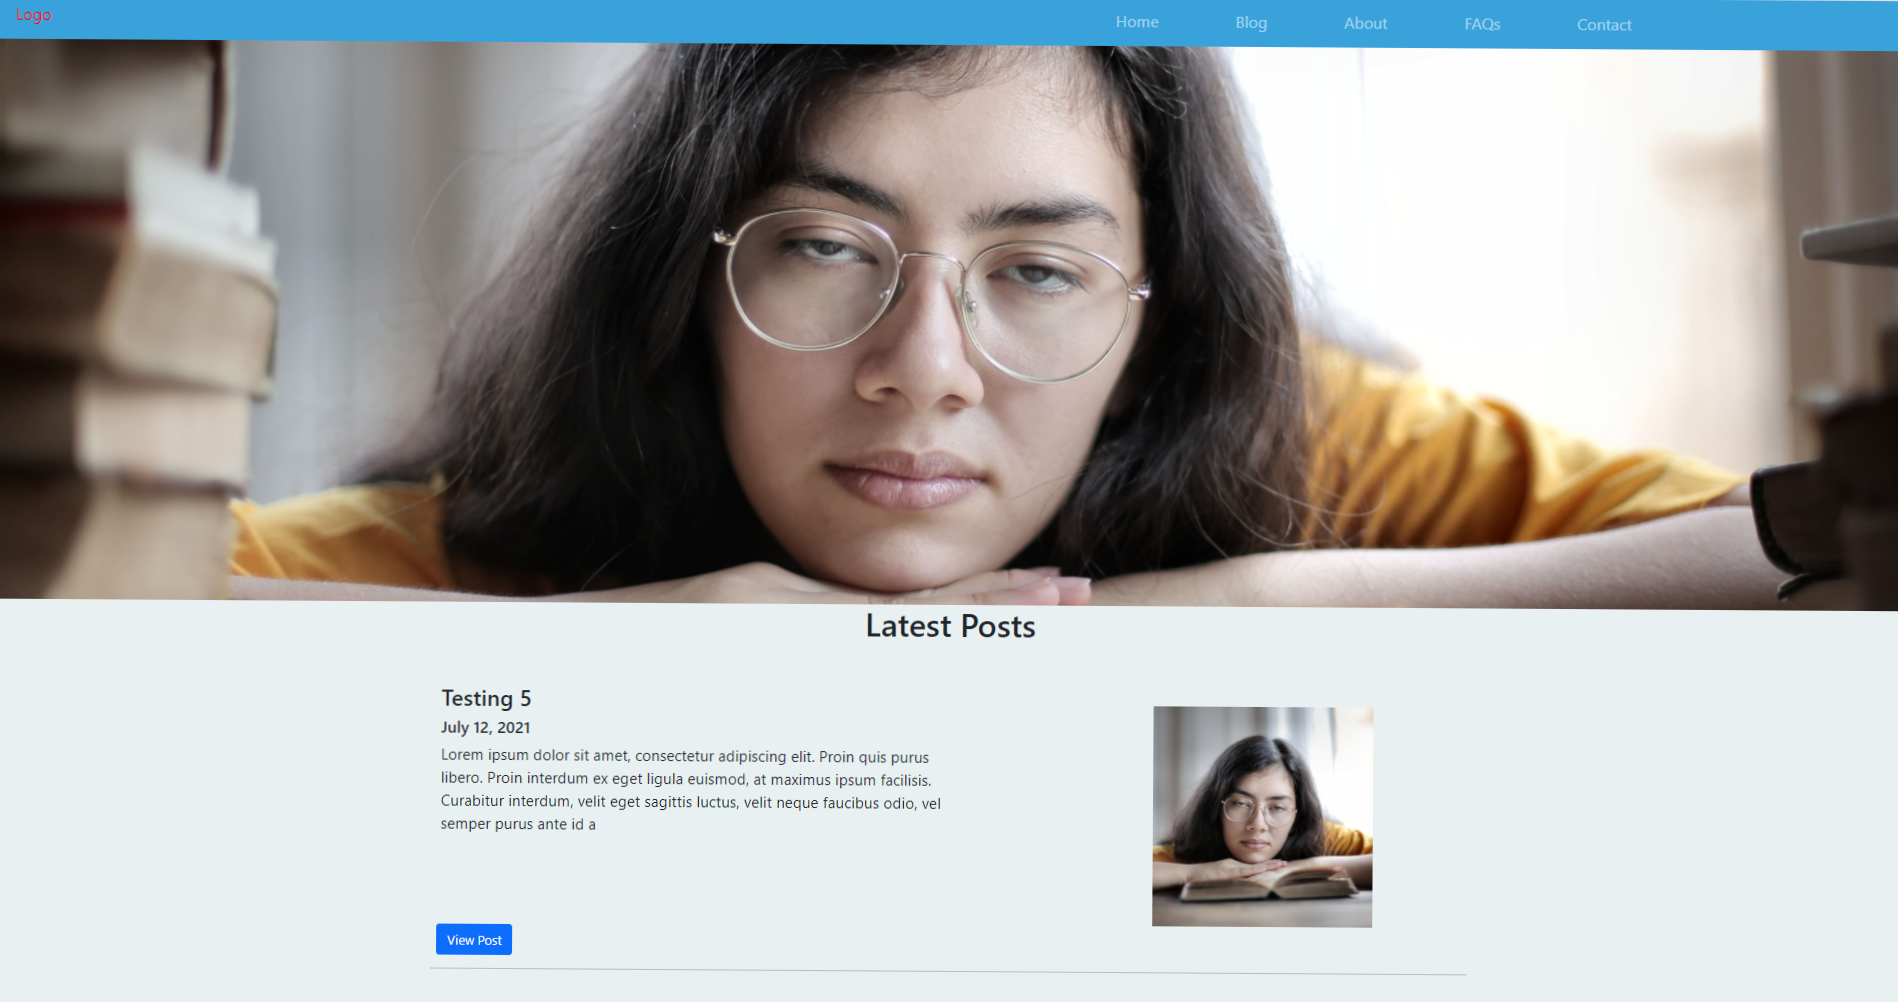 Logo
Home Blog About FAQs Contact
Latest Posts
Testing 5
July 12, 2021
Lorem ipsum dolor sit amet, consectetur adipiscing elit. Proin quis purus
libero. Proin interdum ex eget ligula euismod, at maximus ipsum facilisis.
Curabitur interdum, velit eget sagittis luctus, velit neque faucibus odio, vel
semper purus ante id a
View Post